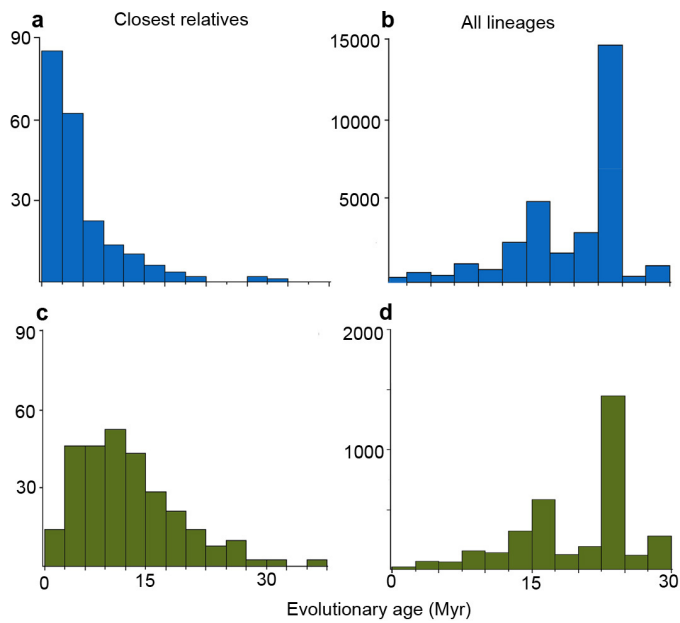 a Closest relatives b All lineages
90 15000
60 10000
30 5000
c d
90 2000
60
1000
30
0 15 30 0 15 30
Evolutionary age (Myr)